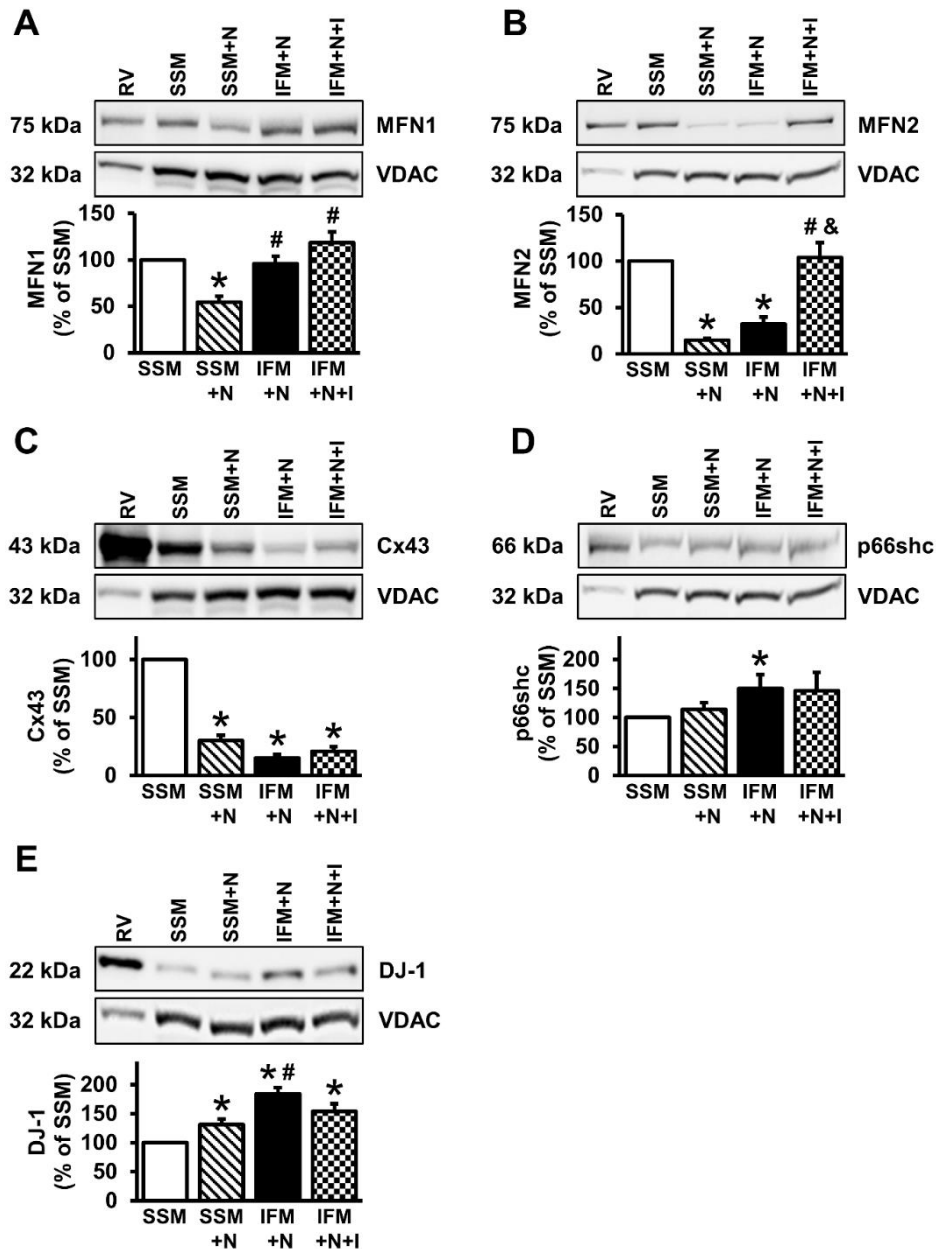 A
RV SSM SSM+N IFM+N IFM+N+I
75 kDa MFN1
32 kDa VDAC
MFN1
(% of SSM)
150
100
50
0
* # #
SSM SSM IFM IFM
+N +N +N+I
B
RV SSM SSM+N IFM+N IFM+N+I
75 kDa MFN2
32 kDa VDAC
MFN2
(% of SSM)
150
100
50
0
* * # &
SSM SSM IFM IFM
+N +N +N+I
C
RV SSM SSM+N IFM+N IFM+N+I
43 kDa Cx43
32 kDa VDAC
Cx43
(% of SSM)
100
50
0
* * *
SSM SSM IFM IFM
+N +N +N+I
D
RV SSM SSM+N IFM+N IFM+N+I
66 kDa p66shc
32 kDa VDAC
p66shc
(% of SSM)
200
150
100
50
0
*
SSM SSM IFM IFM
+N +N +N+I
E
RV SSM SSM+N IFM+N IFM+N+I
22 kDa DJ-1
32 kDa VDAC
DJ-1
(% of SSM)
200
150
100
50
0
* * # *
SSM SSM IFM IFM
+N +N +N+I